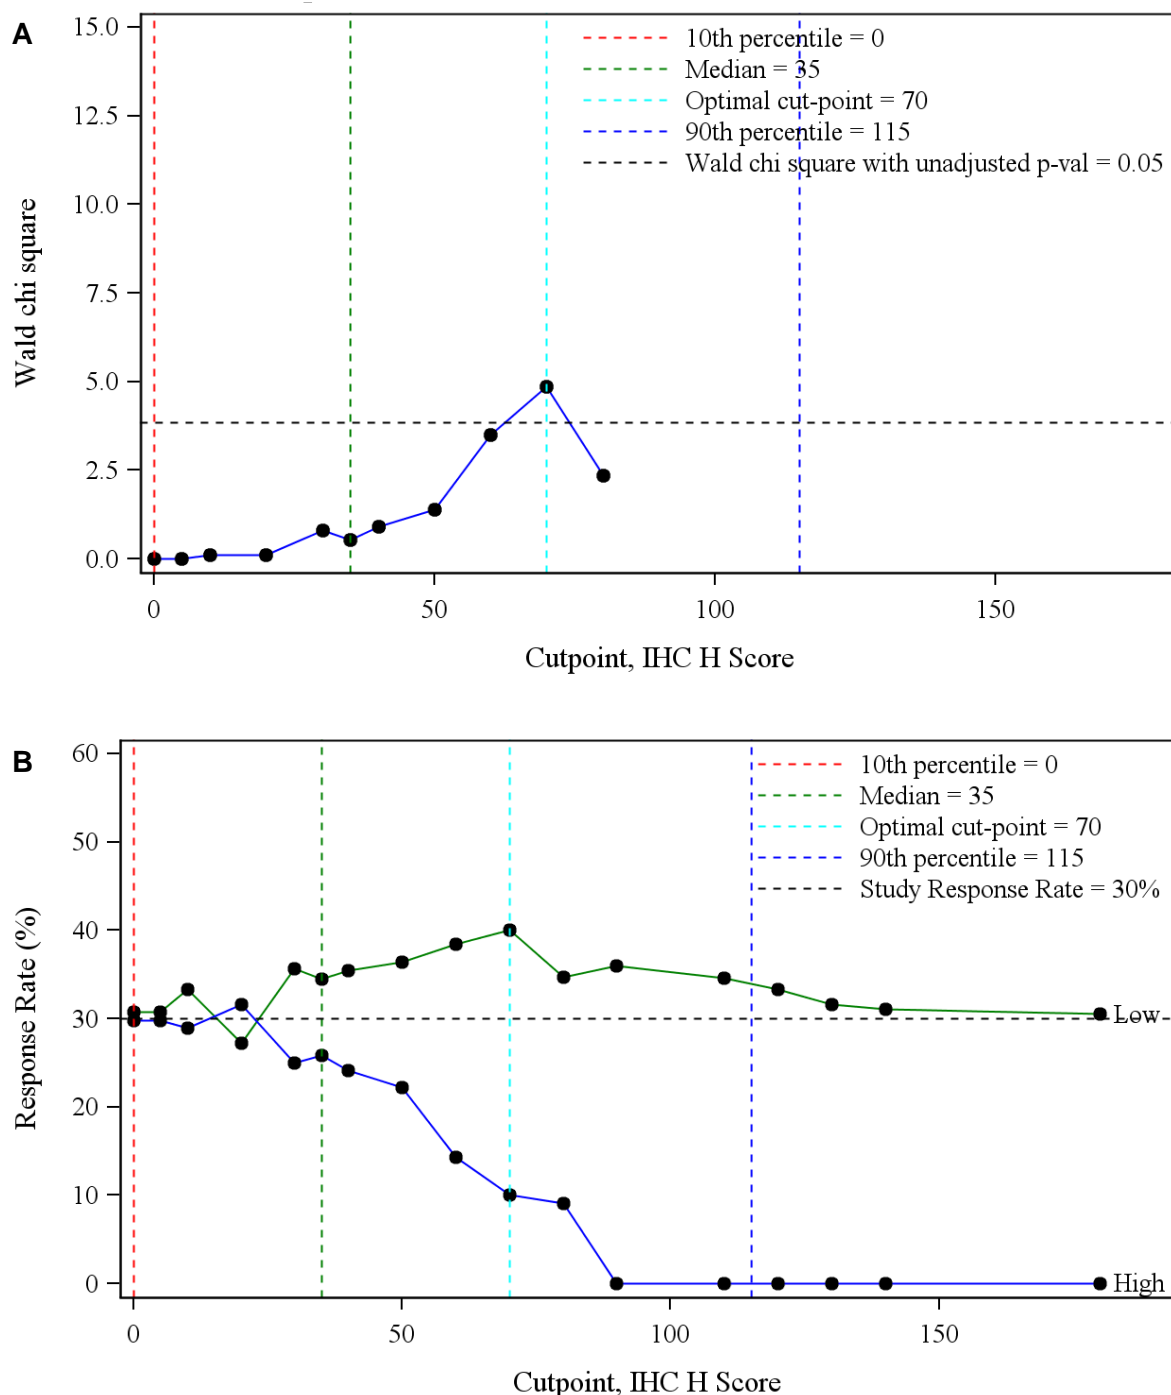 A
15.0
12.5
10.0
7.5
5.0
2.5
0.0
Wald chi square
10th percentile = 0
Median = 35
Optimal cut-point = 70
90th percentile = 115
Wald chi square with unadjusted p-val = 0.05
0 50 100 150
Cutpoint, IHC H Score
B
60
50
40
30
20
10
0
Response Rate (%)
10th percentile = 0
Median = 35
Optimal cut-point = 70
90th percentile = 115
Study Response Rate = 30%
Low
High
0 50 100 150
Cutpoint, IHC H Score